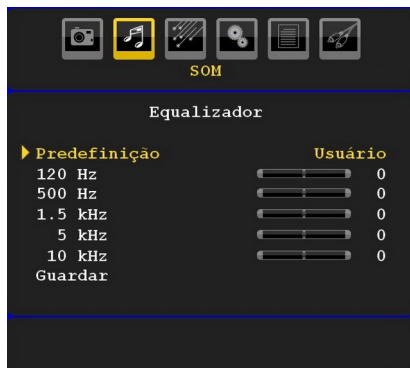 SOM
Equalizador
Predefinição Usuário
120 Hz 0
500 Hz 0
1.5 kHz 0
5 kHz 0
10 kHz 0
Guardar